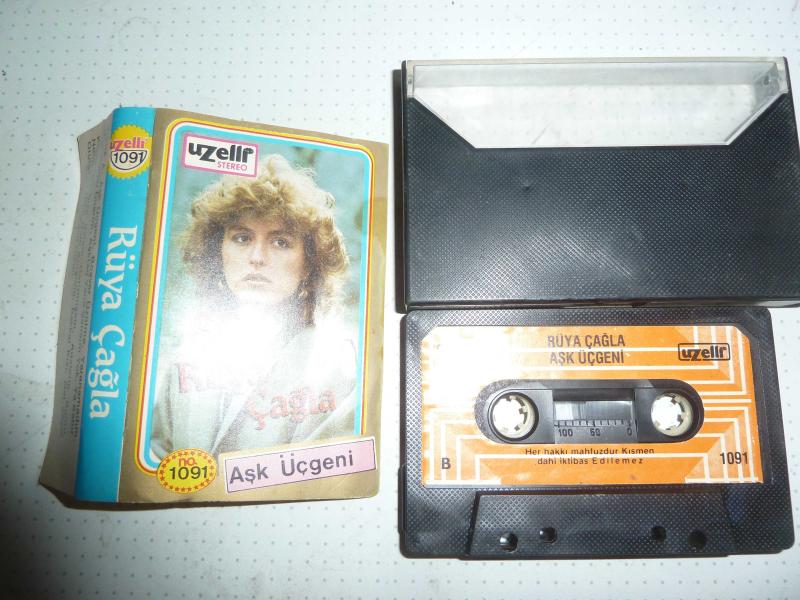 uzelli
1091
Rüya Çağla
uzelli
STEREO
Rüya
Çağla
no.
1091
Aşk Üçgeni
RÜYA ÇAĞLA
AŞK ÜÇGENİ
uzelli
100 50 0
B
Her hakkı mahfuzdur Kısmen
dahi iktibas Edilemez
1091